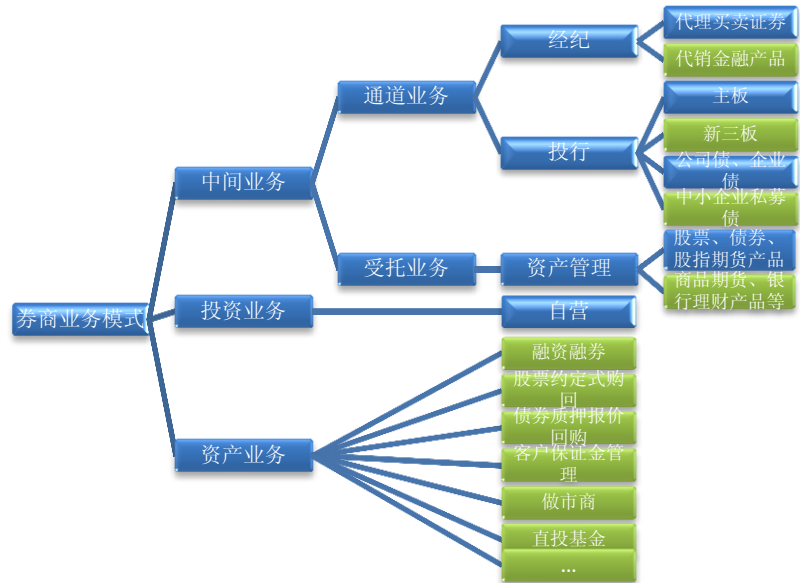 券商业务模式
中间业务
通道业务
经纪
代理买卖证券
代销金融产品
投行
主板
新三板
公司债、企业
债
中小企业私募
债
受托业务
资产管理
股票、债券、
股指期货产品
商品期货、银
行理财产品等
投资业务
自营
资产业务
融资融券
股票约定式购
回
债券质押报价
回购
客户保证金管
理
做市商
直投基金
...